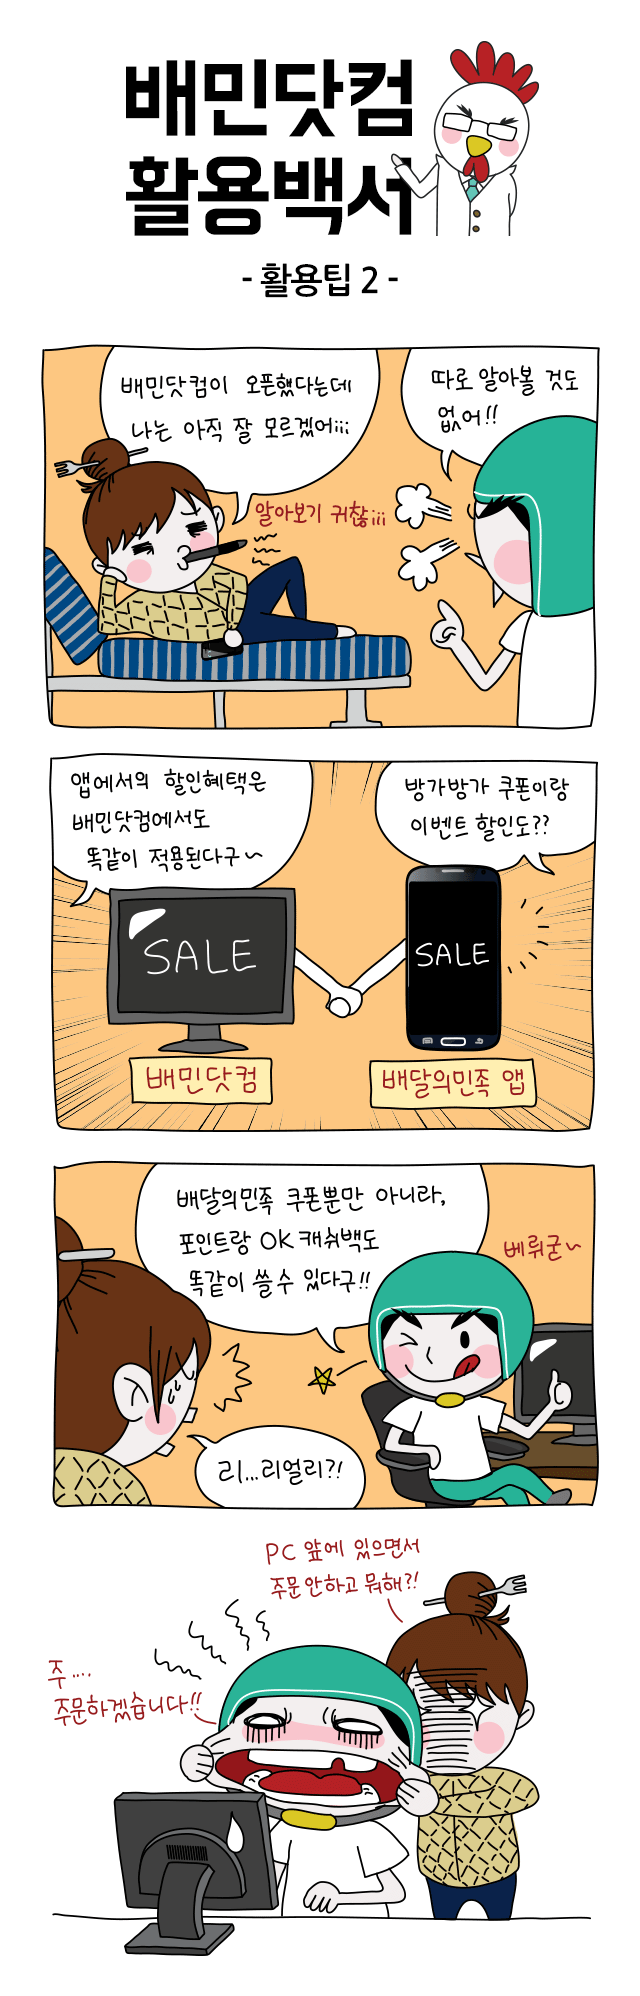 배민닷컴
활용백서
- 활용팁 2 -
배민닷컴이 오픈했다는데
나는 아직 잘 모르겠어;;;
따로 알아볼 것도
없어!!
알아보기 귀찮;;;
앱에서의 할인혜택은
배민닷컴에서도
똑같이 적용된다구~
방가방가 쿠폰이랑
이벤트 할인도??
SALE
SALE
배민닷컴
배달의민족 앱
배달의민족 쿠폰뿐만 아니라,
포인트랑 OK캐쉬백도
똑같이 쓸 수 있다구!!
베뤼굳~
리...리얼리?!
PC 앞에 있으면서
주문 안하고 뭐해?!
주....
주문하겠습니다!!